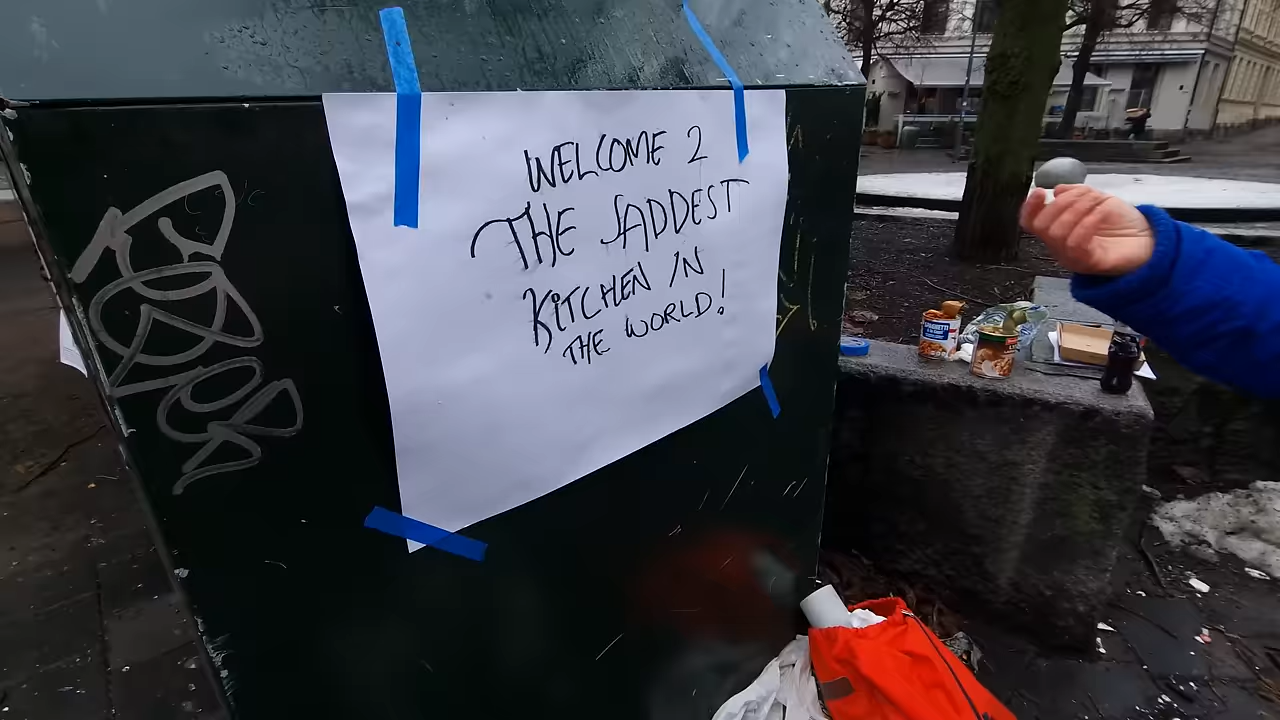 WELCOME 2
THE SADDEST
KITCHEN IN
THE WORLD!
SPAGHETTI